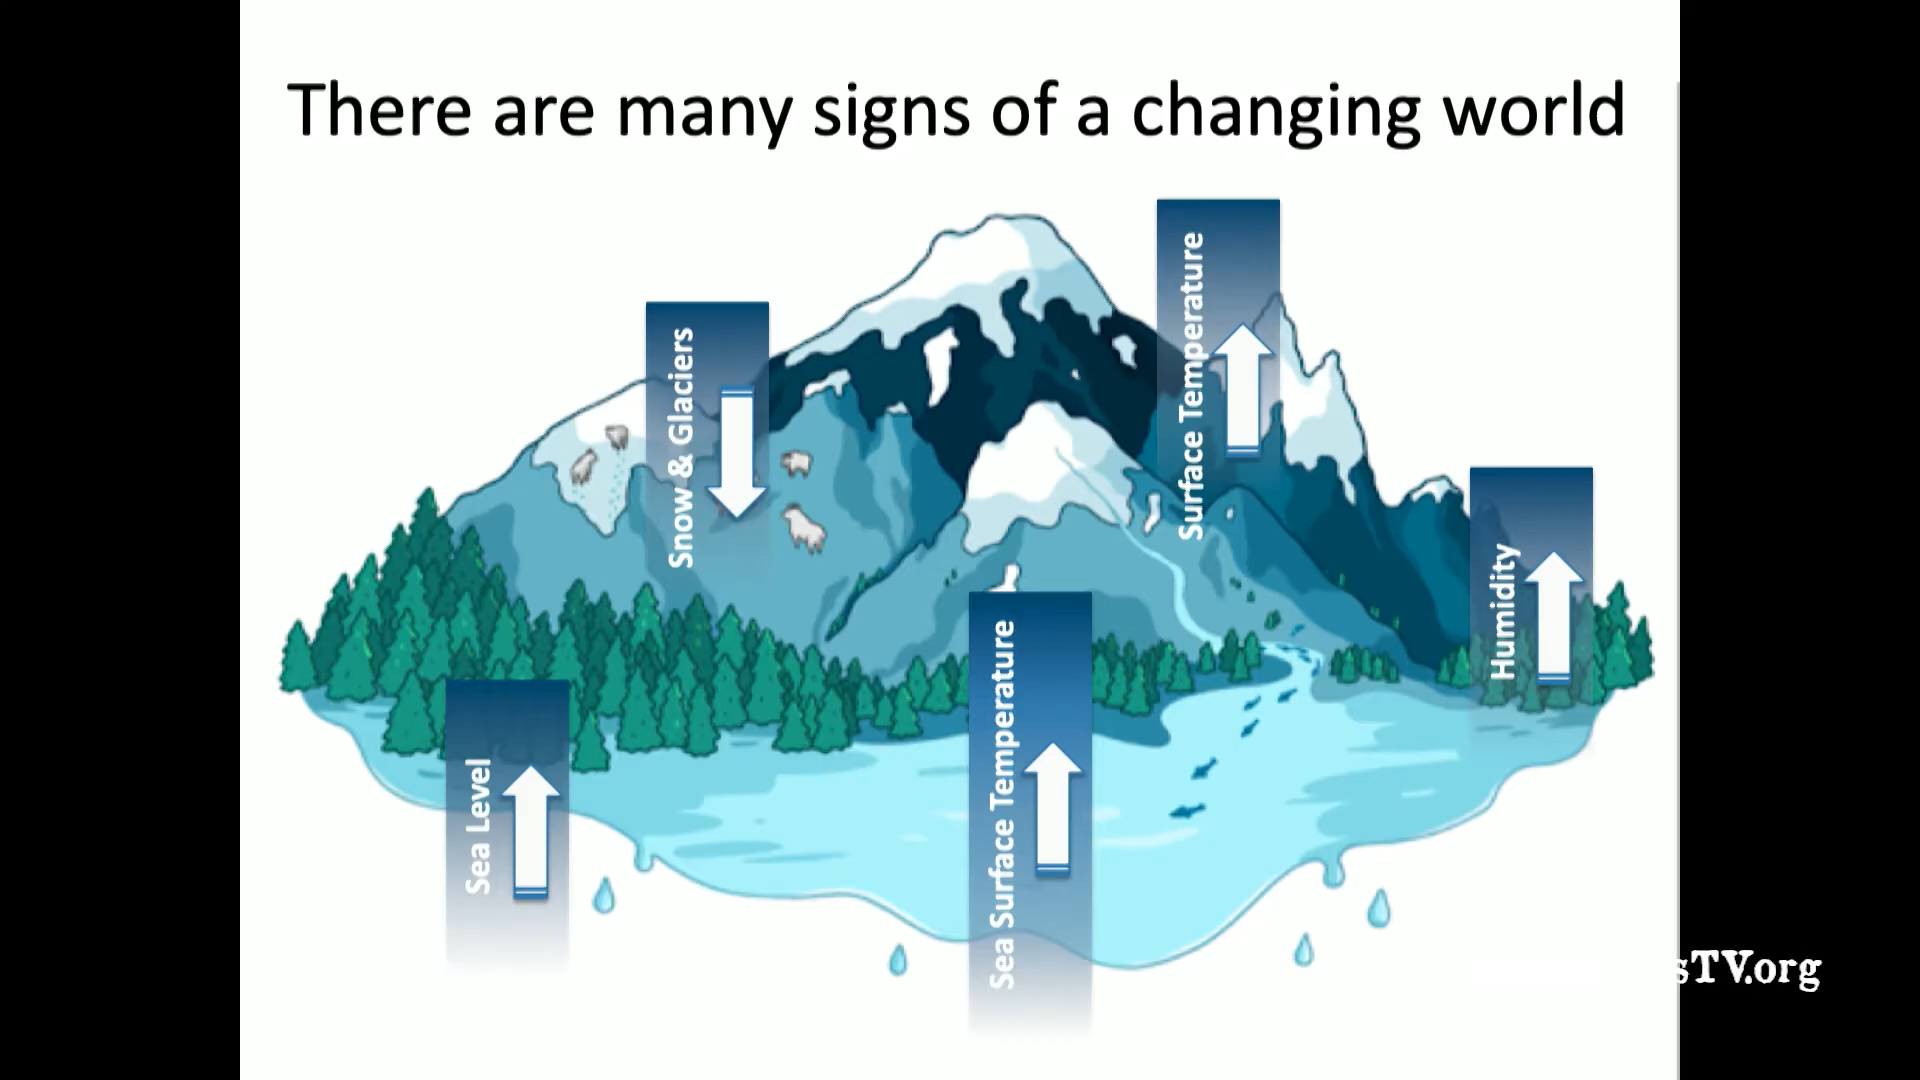 There are many signs of a changing world
Snow & Glaciers
Surface Temperature
Humidity
Sea Level
Sea Surface Temperature
sTV.org